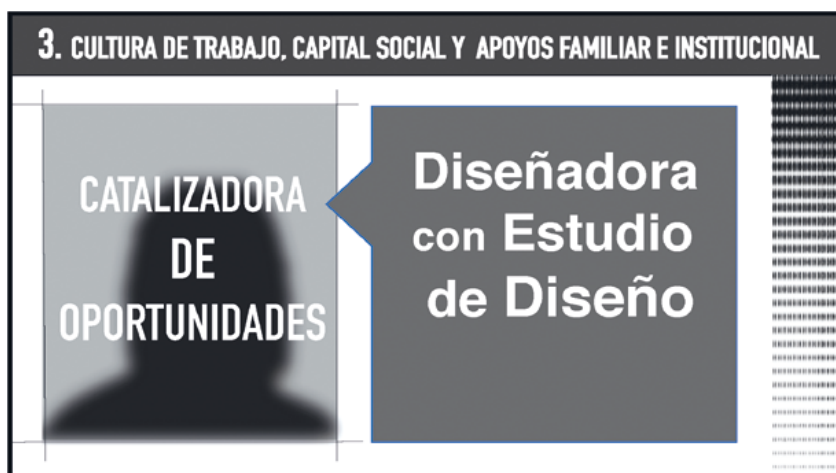 3. CULTURA DE TRABAJO, CAPITAL SOCIAL Y APOYOS FAMILIAR E INSTITUCIONAL
CATALIZADORA
DE
OPORTUNIDADES
Diseñadora
con Estudio
de Diseño